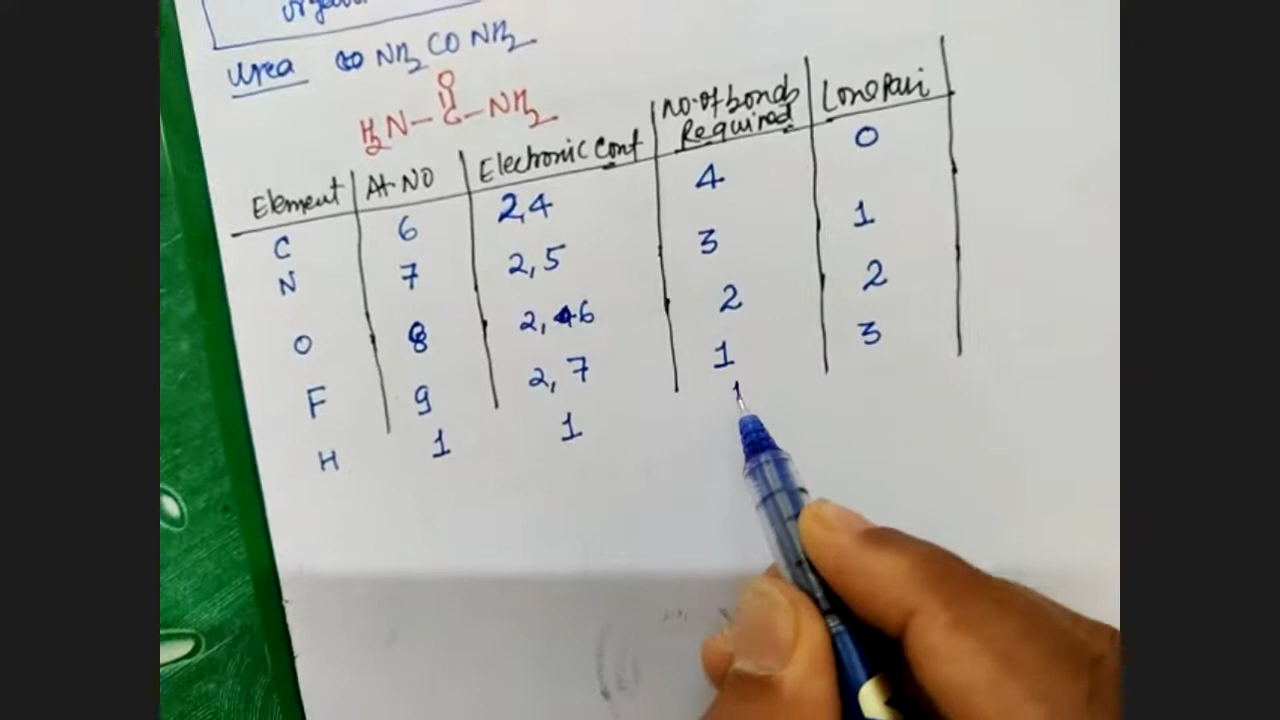 Urea NH2 CO NH2
O
H2N-C-NH2
Element At·NO Electronic Conf No·of bonds Required Lone Pair
C 6 2,4 4 0
N 7 2,5 3 1
O 8 2,6 2 2
F 9 2,7 1 3
H 1 1 1